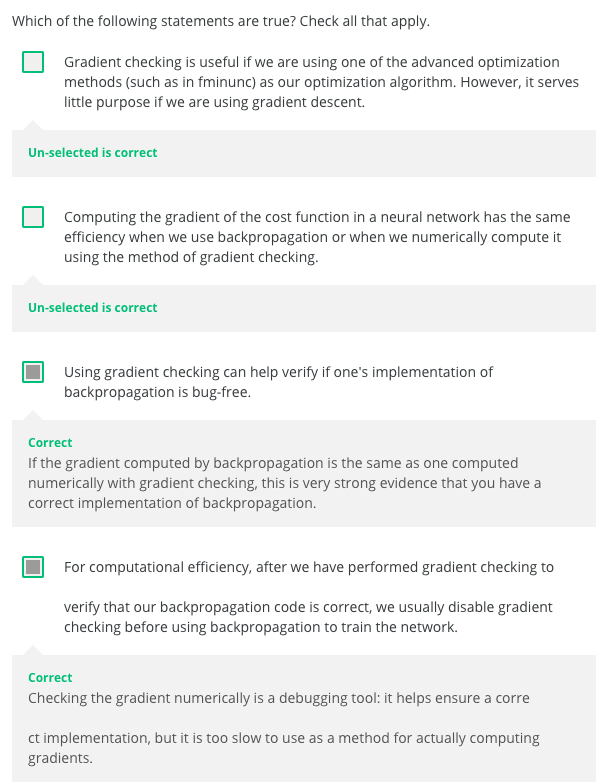 Which of the following statements are true? Check all that apply.
Gradient checking is useful if we are using one of the advanced optimization
methods (such as in fminunc) as our optimization algorithm. However, it serves
little purpose if we are using gradient descent.
Un-selected is correct
Computing the gradient of the cost function in a neural network has the same
efficiency when we use backpropagation or when we numerically compute it
using the method of gradient checking.
Un-selected is correct
Using gradient checking can help verify if one's implementation of
backpropagation is bug-free.
Correct
If the gradient computed by backpropagation is the same as one computed
numerically with gradient checking, this is very strong evidence that you have a
correct implementation of backpropagation.
For computational efficiency, after we have performed gradient checking to
verify that our backpropagation code is correct, we usually disable gradient
checking before using backpropagation to train the network.
Correct
Checking the gradient numerically is a debugging tool: it helps ensure a corre
ct implementation, but it is too slow to use as a method for actually computing
gradients.